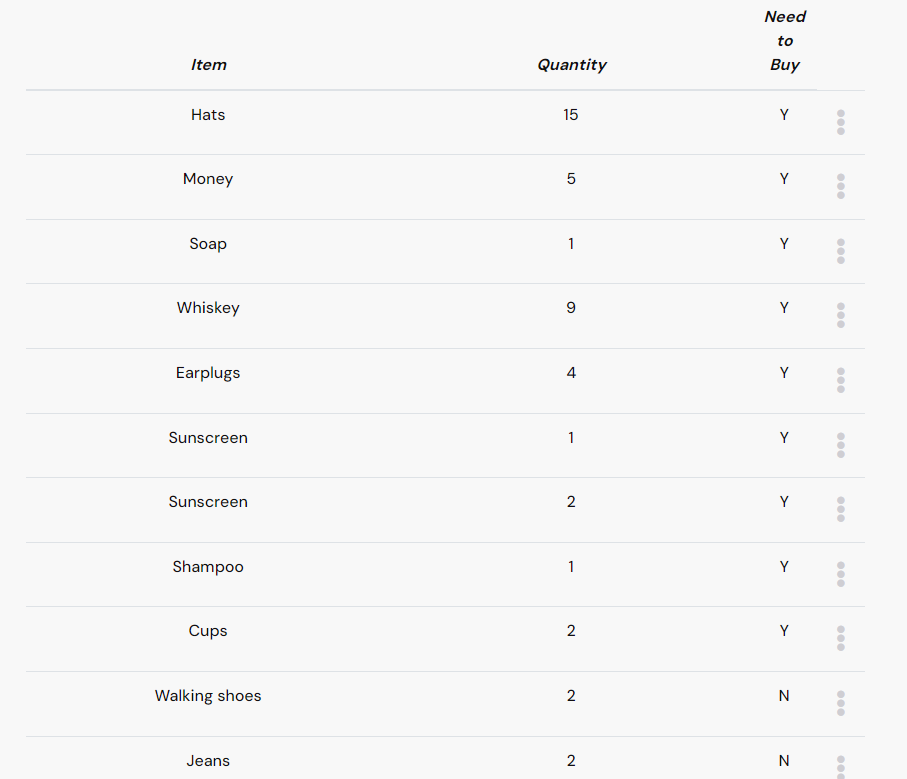 Item Quantity Need to Buy
Hats 15 Y
Money 5 Y
Soap 1 Y
Whiskey 9 Y
Earplugs 4 Y
Sunscreen 1 Y
Sunscreen 2 Y
Shampoo 1 Y
Cups 2 Y
Walking shoes 2 N
Jeans 2 N